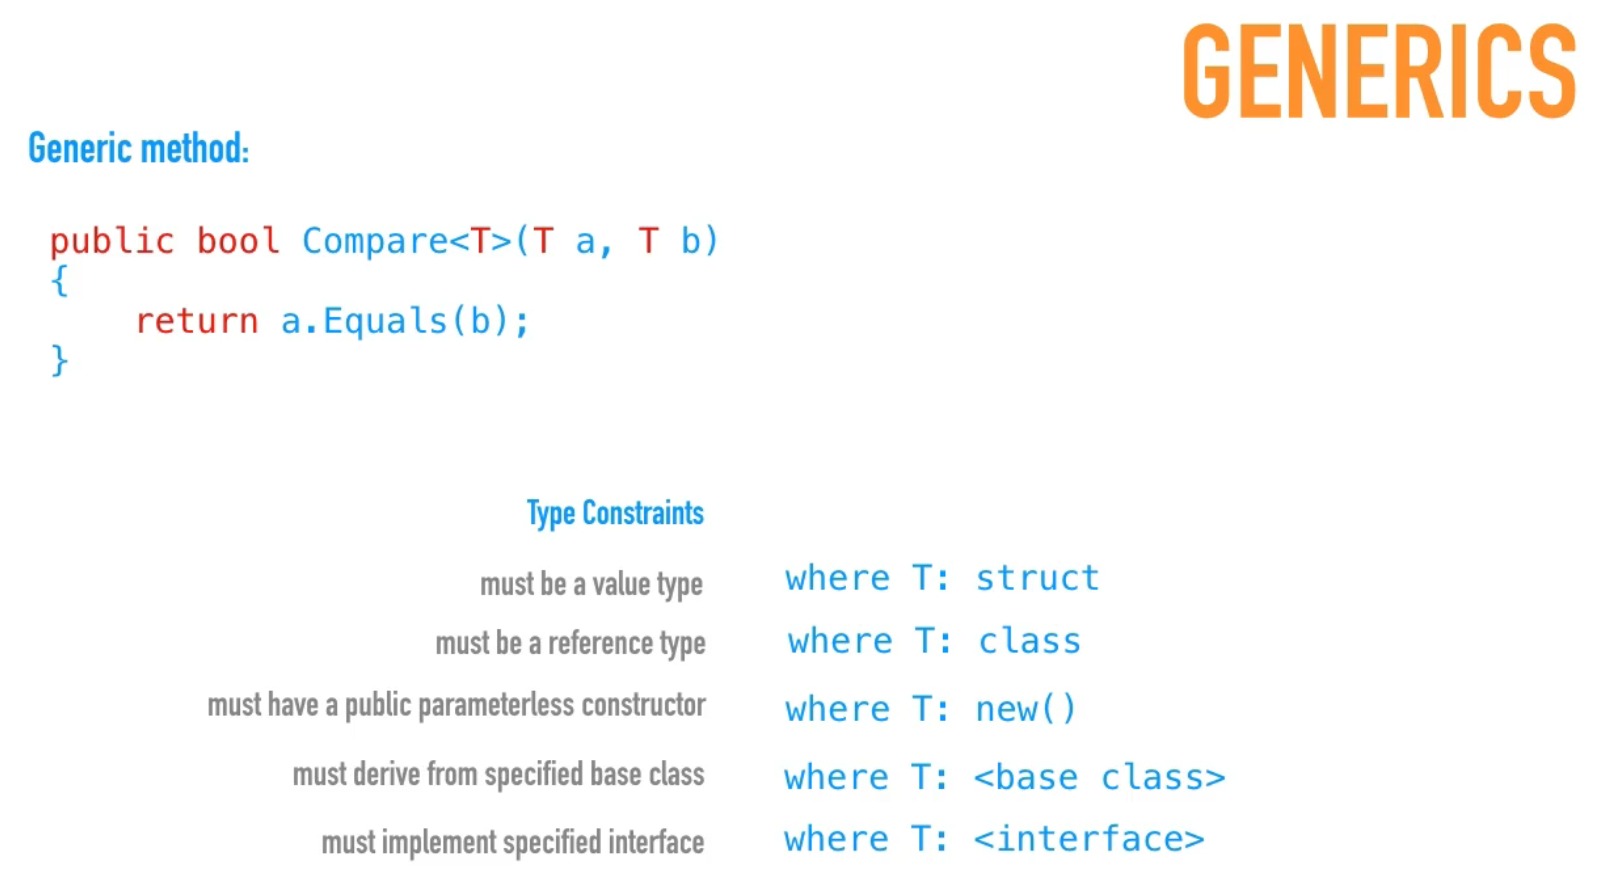 GENERICS
Generic method:
public bool Compare<T>(T a, T b)
{
    return a.Equals(b);
}
Type Constraints
must be a value type where T: struct
must be a reference type where T: class
must have a public parameterless constructor where T: new()
must derive from specified base class where T: <base class>
must implement specified interface where T: <interface>